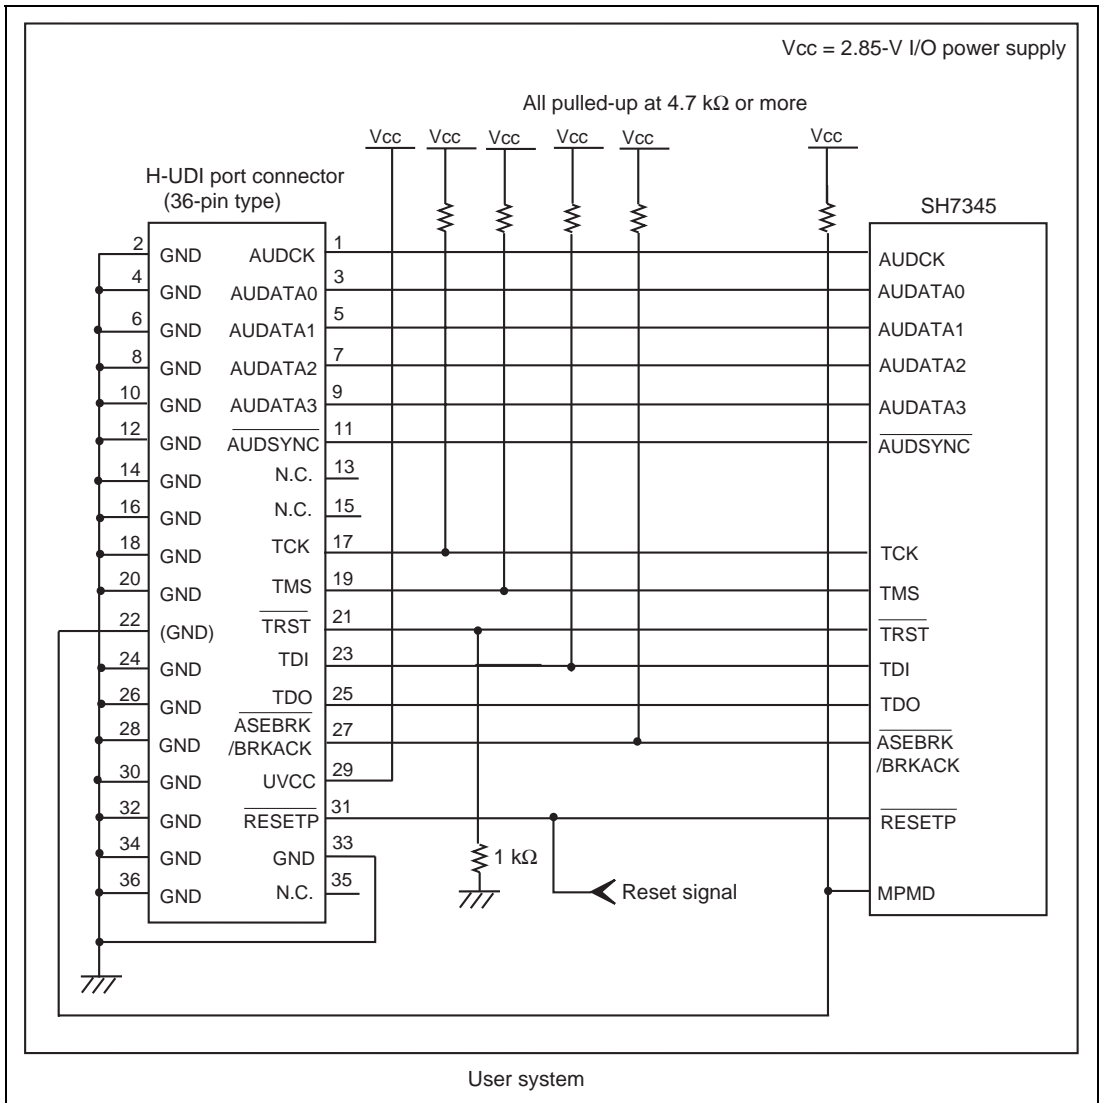 Vcc = 2.85-V I/O power supply
All pulled-up at 4.7 kΩ or more
Vcc Vcc Vcc Vcc Vcc Vcc
H-UDI port connector
(36-pin type)
SH7345
2 GND AUDCK 1 AUDCK
4 GND AUDATA0 3 AUDATA0
6 GND AUDATA1 5 AUDATA1
8 GND AUDATA2 7 AUDATA2
10 GND AUDATA3 9 AUDATA3
12 GND AUDSYNC 11 AUDSYNC
14 GND N.C. 13
16 GND N.C. 15
18 GND TCK 17 TCK
20 GND TMS 19 TMS
22 (GND) TRST 21 TRST
24 GND TDI 23 TDI
26 GND TDO 25 TDO
28 GND ASEBRK /BRKACK 27 ASEBRK /BRKACK
30 GND UVCC 29
32 GND RESETP 31 RESETP
34 GND GND 33
1 kΩ
36 GND N.C. 35
Reset signal
MPMD
User system